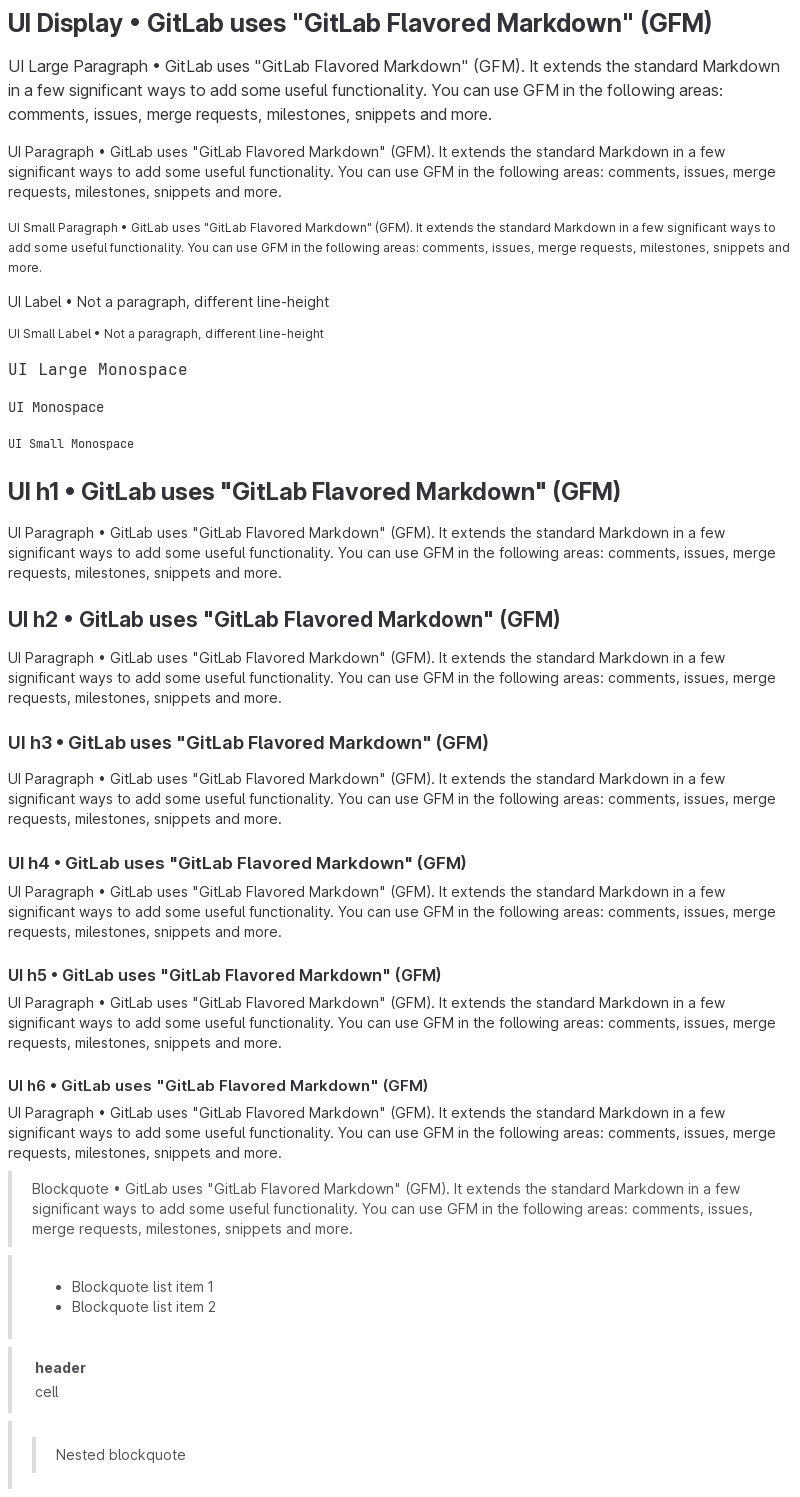 UI Display • GitLab uses "GitLab Flavored Markdown" (GFM)
UI Large Paragraph • GitLab uses "GitLab Flavored Markdown" (GFM). It extends the standard Markdown
in a few significant ways to add some useful functionality. You can use GFM in the following areas:
comments, issues, merge requests, milestones, snippets and more.
UI Paragraph • GitLab uses "GitLab Flavored Markdown" (GFM). It extends the standard Markdown in a few
significant ways to add some useful functionality. You can use GFM in the following areas: comments, issues, merge
requests, milestones, snippets and more.
UI Small Paragraph • GitLab uses "GitLab Flavored Markdown" (GFM). It extends the standard Markdown in a few significant ways to
add some useful functionality. You can use GFM in the following areas: comments, issues, merge requests, milestones, snippets and
more.
UI Label • Not a paragraph, different line-height
UI Small Label • Not a paragraph, different line-height
UI Large Monospace
UI Monospace
UI Small Monospace
UI h1 • GitLab uses "GitLab Flavored Markdown" (GFM)
UI Paragraph • GitLab uses "GitLab Flavored Markdown" (GFM). It extends the standard Markdown in a few
significant ways to add some useful functionality. You can use GFM in the following areas: comments, issues, merge
requests, milestones, snippets and more.
UI h2 • GitLab uses "GitLab Flavored Markdown" (GFM)
UI Paragraph • GitLab uses "GitLab Flavored Markdown" (GFM). It extends the standard Markdown in a few
significant ways to add some useful functionality. You can use GFM in the following areas: comments, issues, merge
requests, milestones, snippets and more.
UI h3 • GitLab uses "GitLab Flavored Markdown" (GFM)
UI Paragraph • GitLab uses "GitLab Flavored Markdown" (GFM). It extends the standard Markdown in a few
significant ways to add some useful functionality. You can use GFM in the following areas: comments, issues, merge
requests, milestones, snippets and more.
UI h4 • GitLab uses "GitLab Flavored Markdown" (GFM)
UI Paragraph • GitLab uses "GitLab Flavored Markdown" (GFM). It extends the standard Markdown in a few
significant ways to add some useful functionality. You can use GFM in the following areas: comments, issues, merge
requests, milestones, snippets and more.
UI h5 • GitLab uses "GitLab Flavored Markdown" (GFM)
UI Paragraph • GitLab uses "GitLab Flavored Markdown" (GFM). It extends the standard Markdown in a few
significant ways to add some useful functionality. You can use GFM in the following areas: comments, issues, merge
requests, milestones, snippets and more.
UI h6 • GitLab uses "GitLab Flavored Markdown" (GFM)
UI Paragraph • GitLab uses "GitLab Flavored Markdown" (GFM). It extends the standard Markdown in a few
significant ways to add some useful functionality. You can use GFM in the following areas: comments, issues, merge
requests, milestones, snippets and more.
Blockquote • GitLab uses "GitLab Flavored Markdown" (GFM). It extends the standard Markdown in a few
significant ways to add some useful functionality. You can use GFM in the following areas: comments, issues,
merge requests, milestones, snippets and more.
• Blockquote list item 1
• Blockquote list item 2
header
cell
Nested blockquote